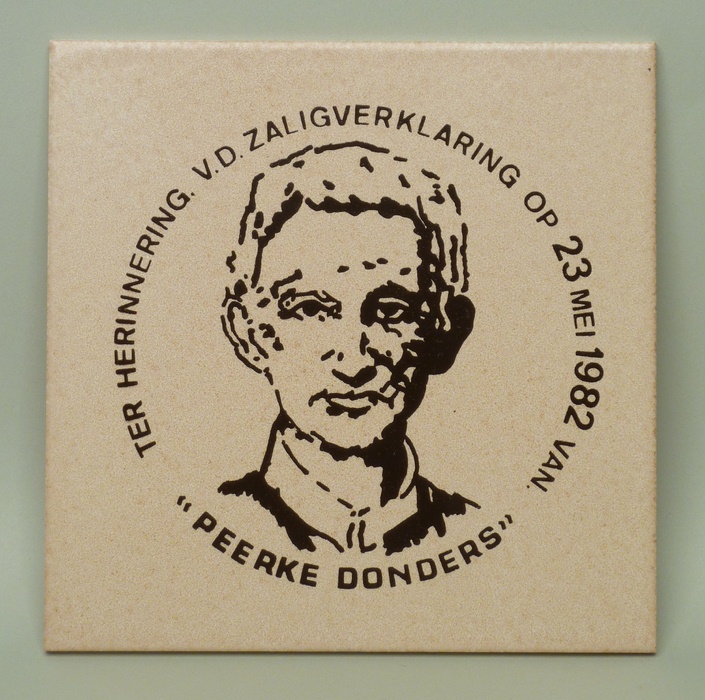 TER HERINNERING. V.D. ZALIGVERKLARING OP 23 MEI 1982 VAN.
“PEERKE DONDERS”